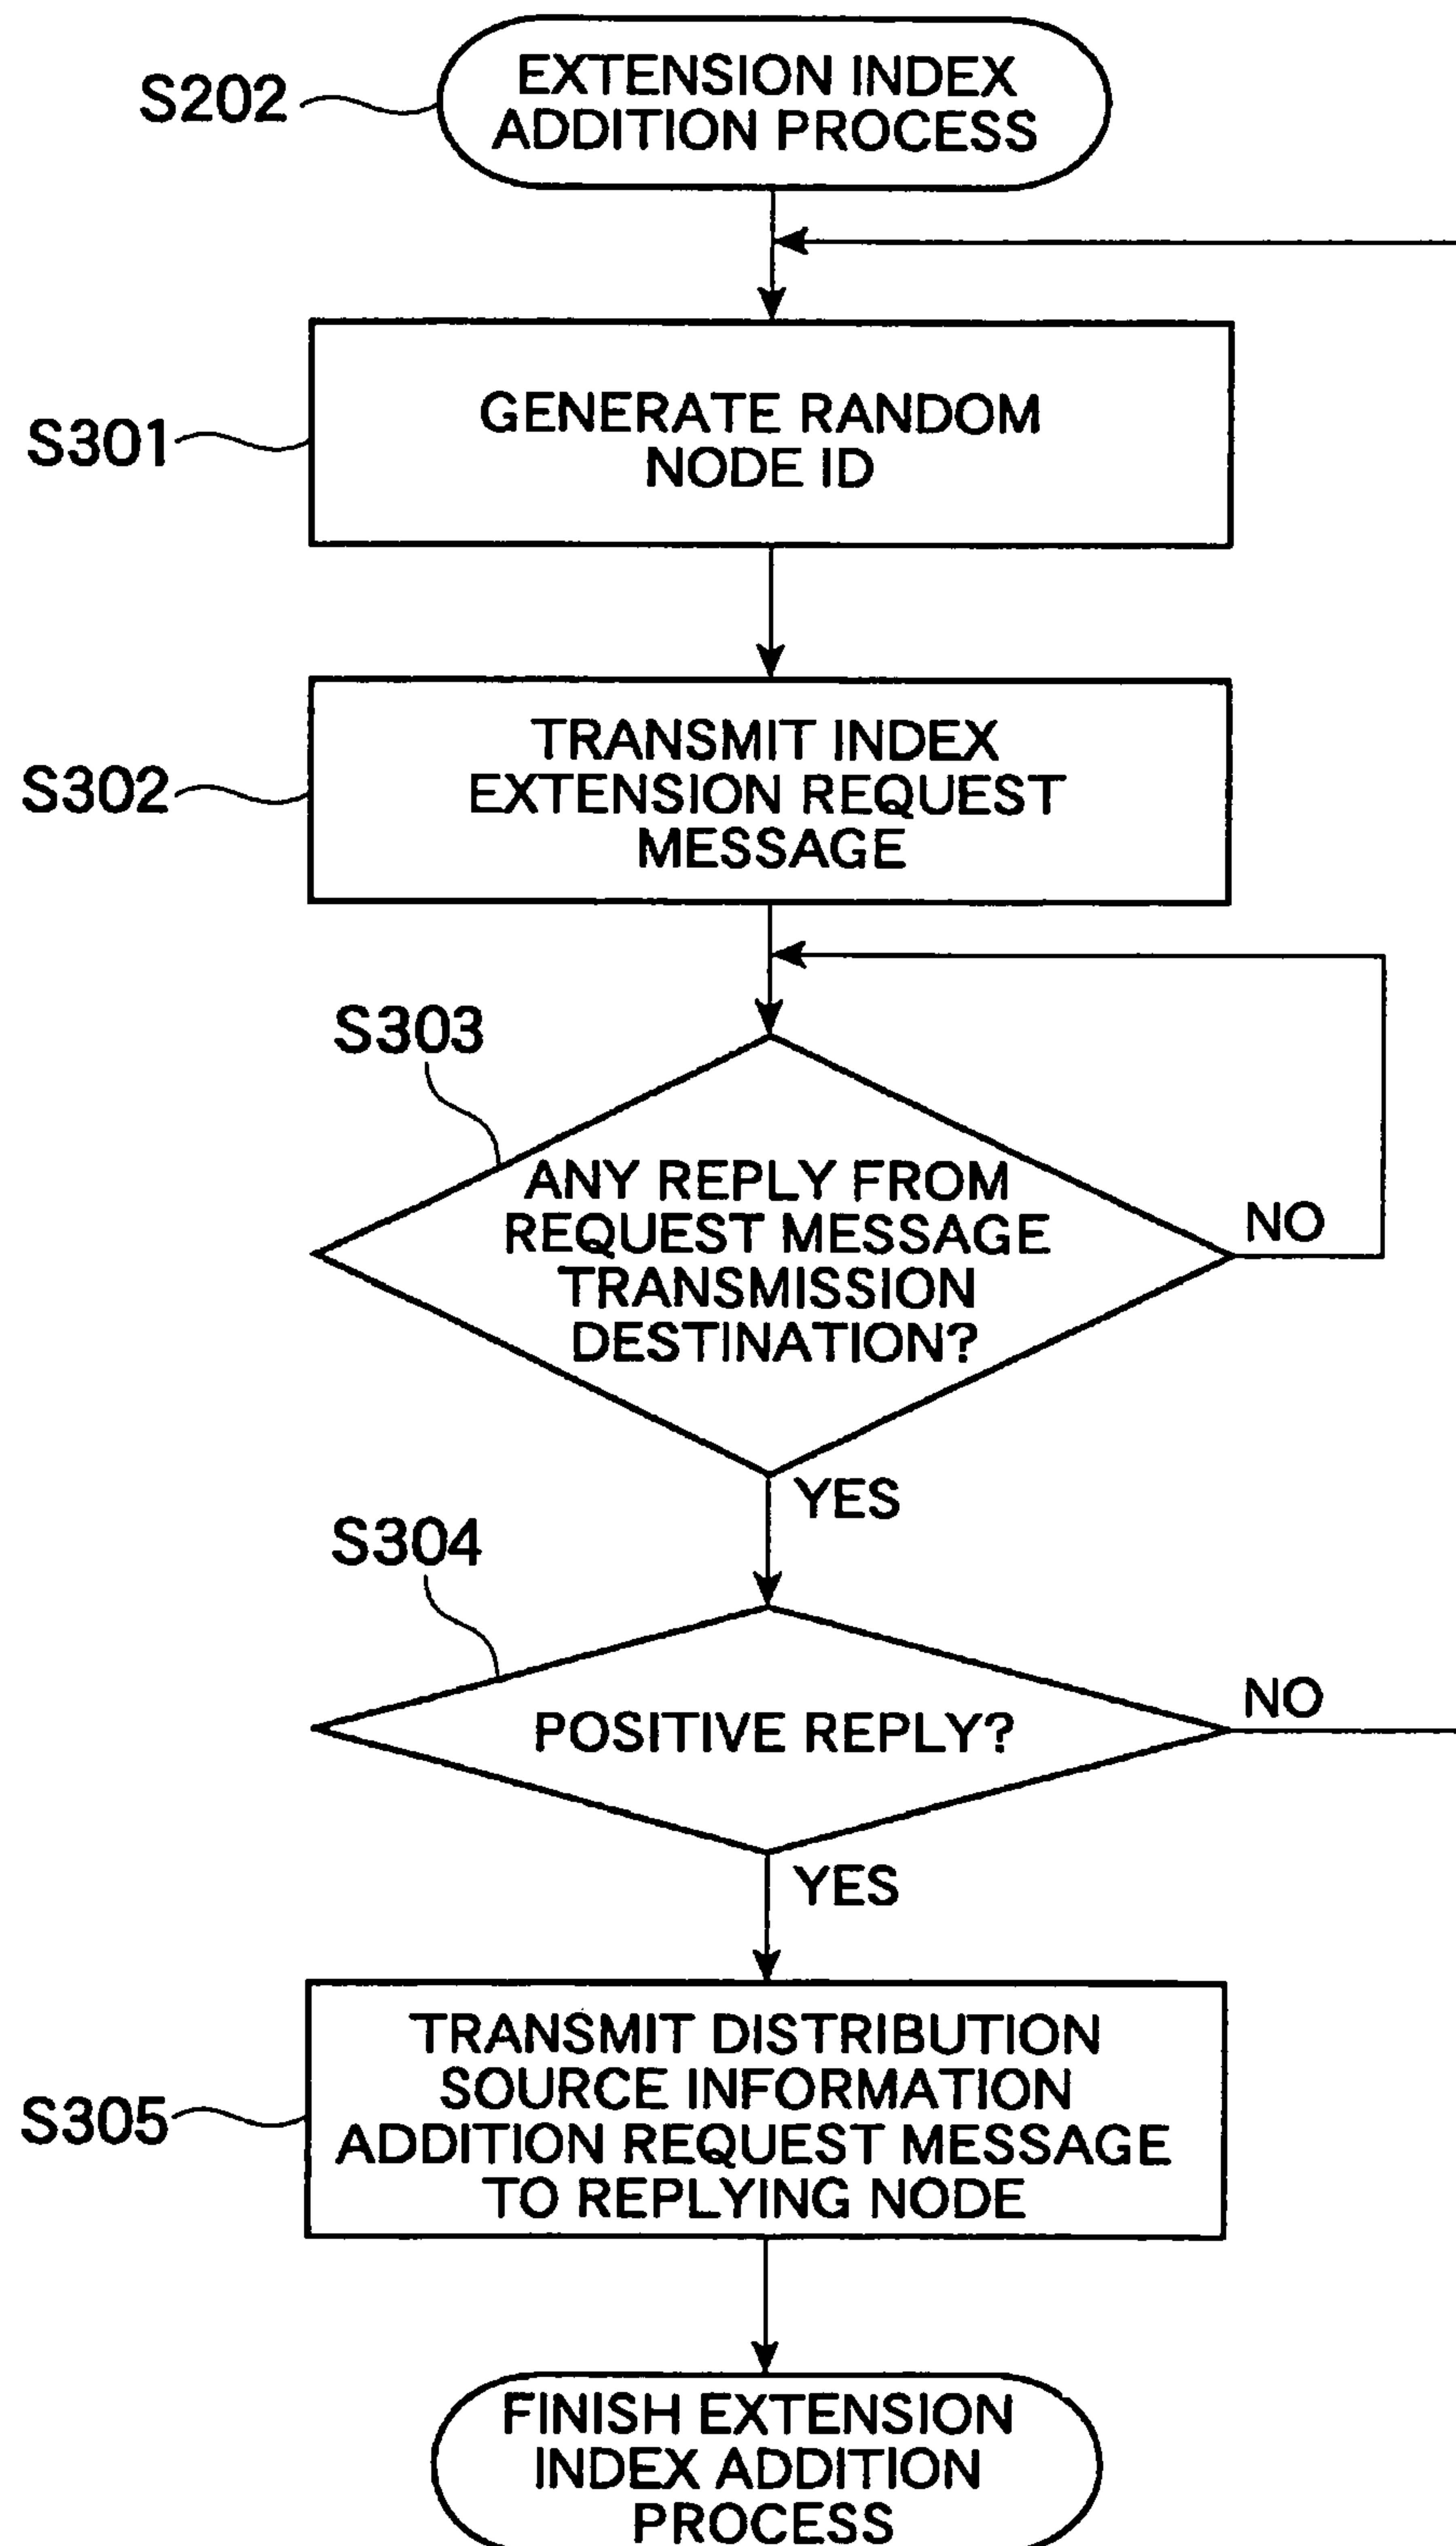 S202
EXTENSION INDEX
ADDITION PROCESS
S301
GENERATE RANDOM
NODE ID
S302
TRANSMIT INDEX
EXTENSION REQUEST
MESSAGE
S303
ANY REPLY FROM
REQUEST MESSAGE
TRANSMISSION
DESTINATION?
NO
YES
S304
POSITIVE REPLY?
NO
YES
S305
TRANSMIT DISTRIBUTION
SOURCE INFORMATION
ADDITION REQUEST MESSAGE
TO REPLYING NODE
FINISH EXTENSION
INDEX ADDITION
PROCESS